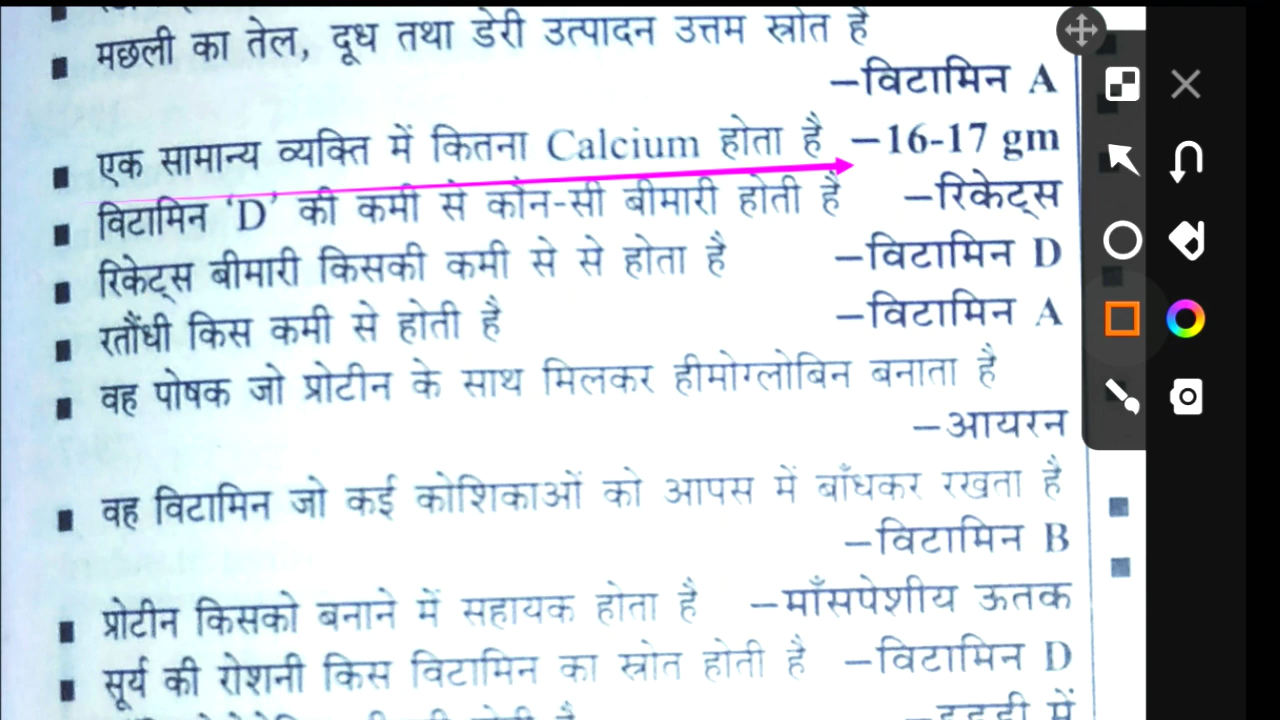 मछली का तेल, दूध तथा डेरी उत्पादन उत्तम स्रोत है
–विटामिन A
एक सामान्य व्यक्ति में कितना Calcium होता है –16-17 gm
विटामिन ‘D’ की कमी से कौन-सी बीमारी होती है –रिकेट्स
रिकेट्स बीमारी किसकी कमी से से होता है –विटामिन D
रतौंधी किस कमी से होती है –विटामिन A
वह पोषक जो प्रोटीन के साथ मिलकर हीमोग्लोबिन बनाता है
–आयरन
वह विटामिन जो कई कोशिकाओं को आपस में बाँधकर रखता है
–विटामिन B
प्रोटीन किसको बनाने में सहायक होता है –माँसपेशीय ऊतक
सूर्य की रोशनी किस विटामिन का स्रोत होती है –विटामिन D